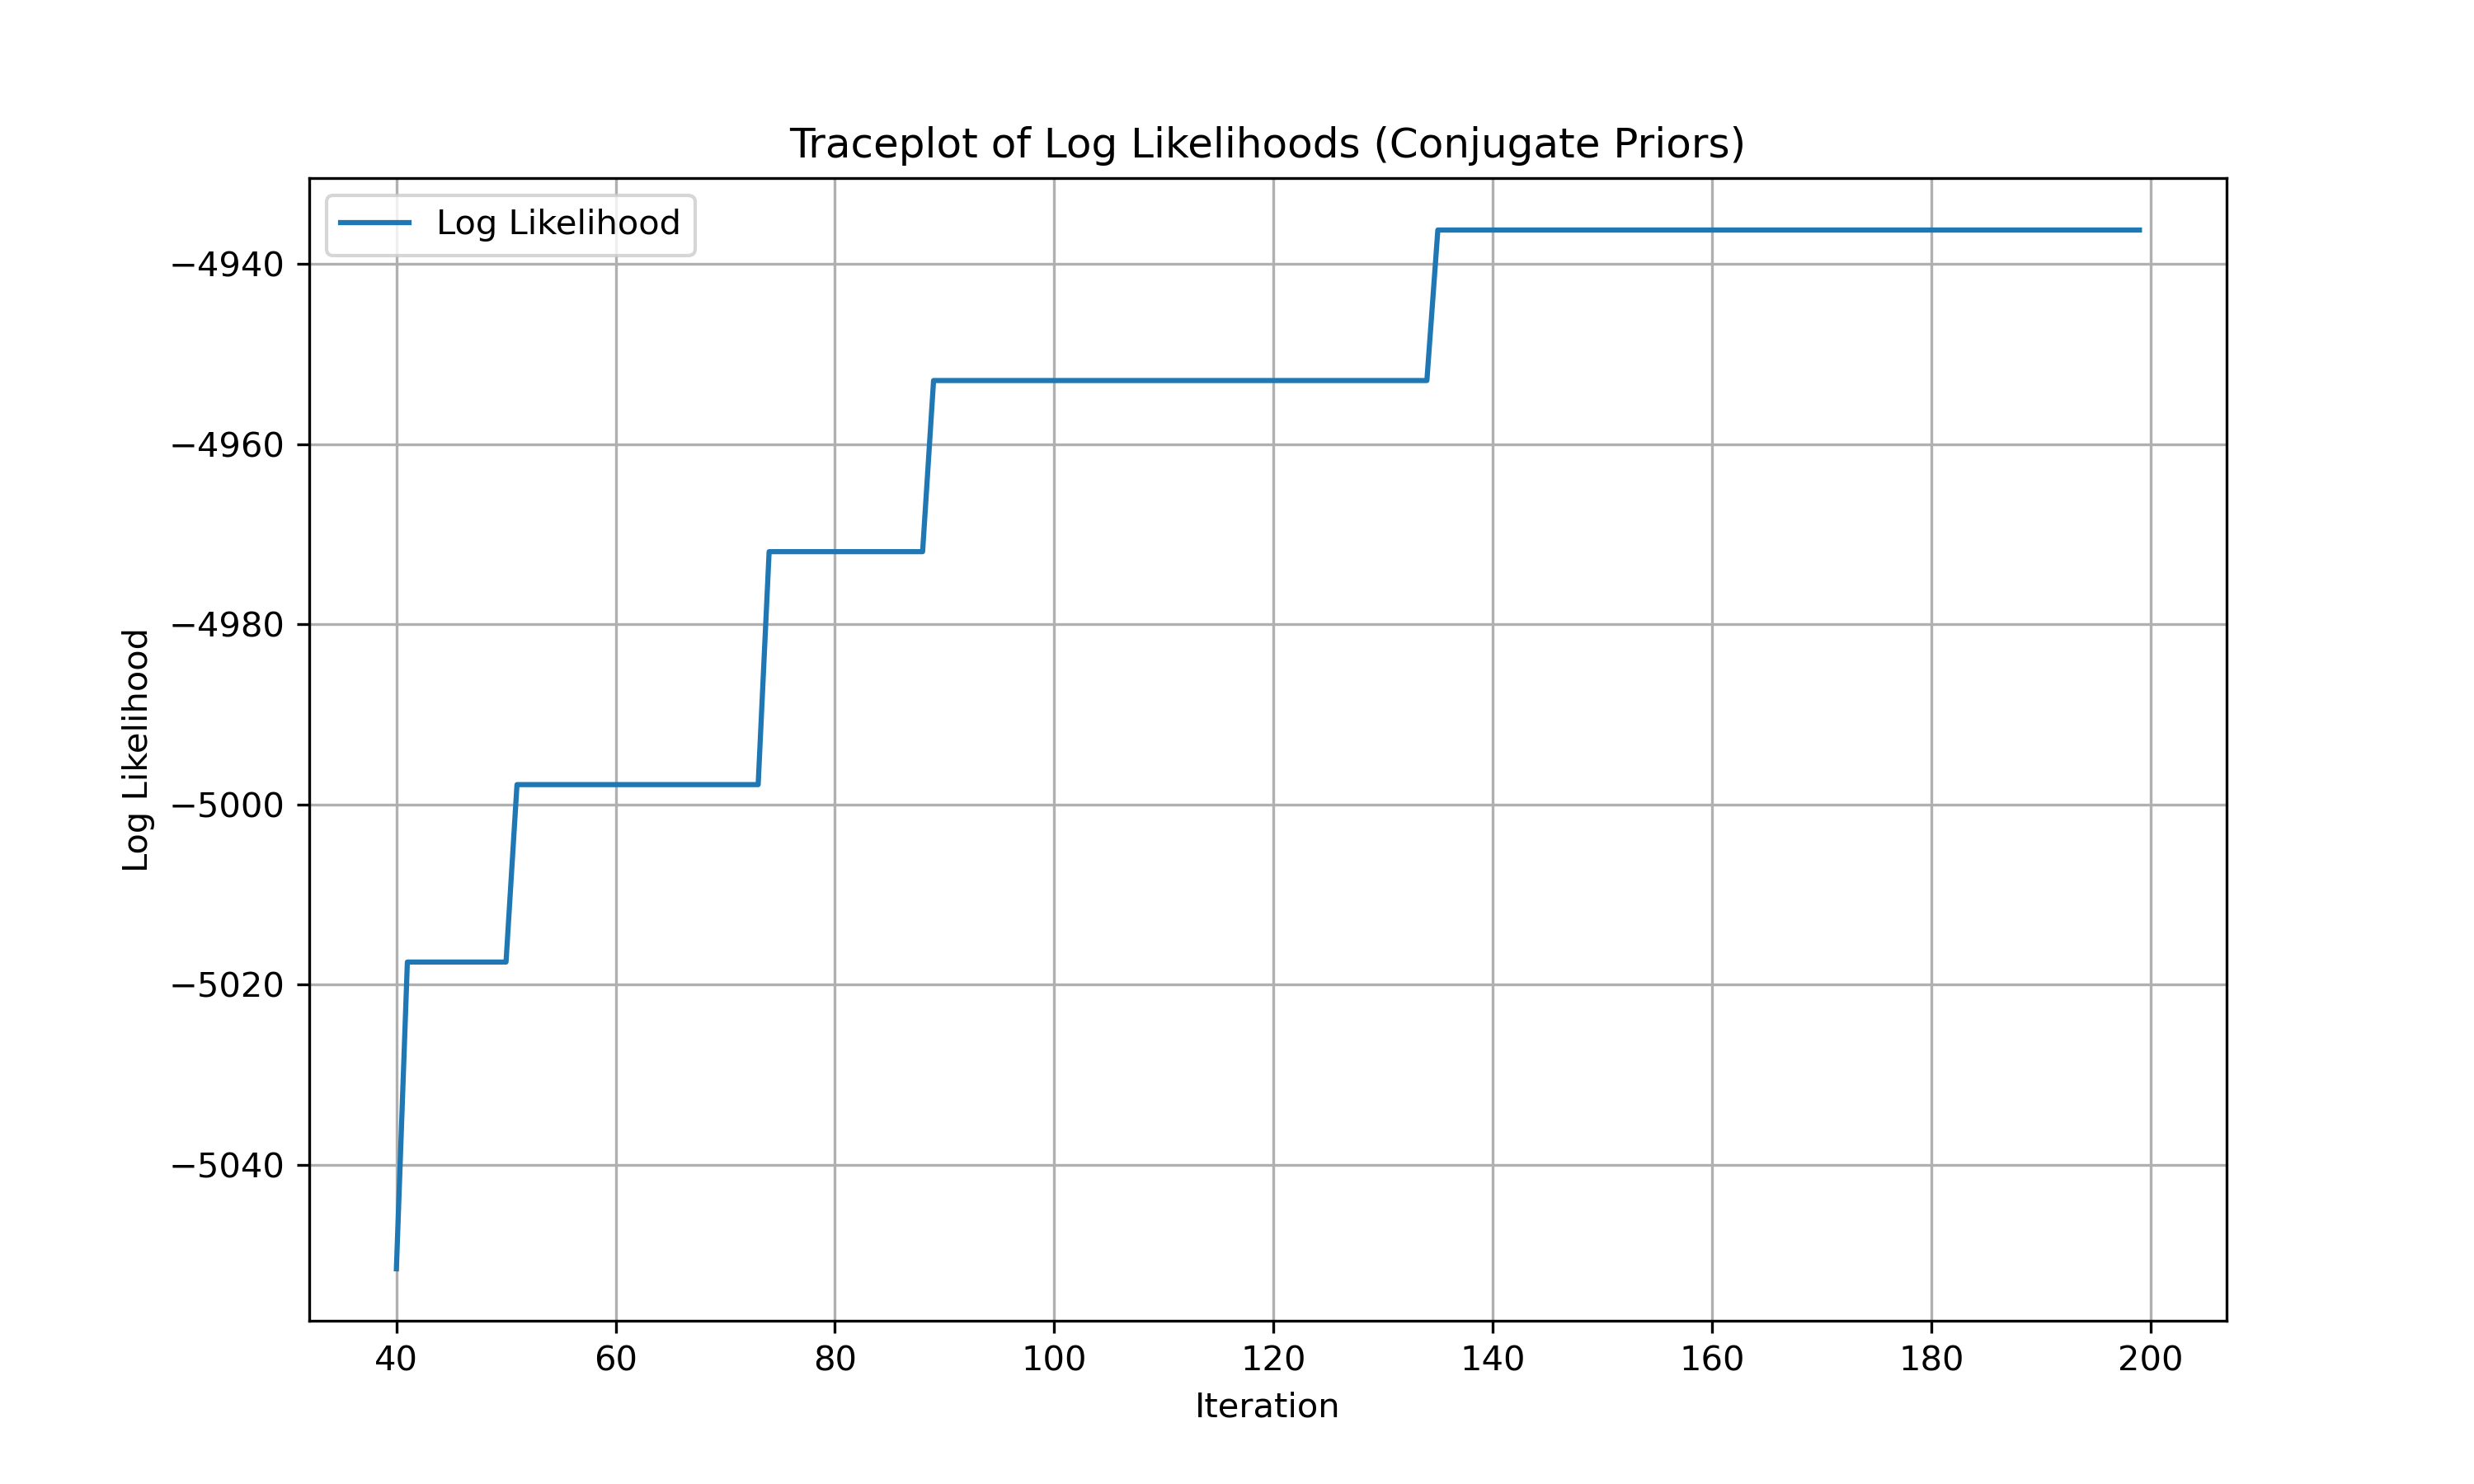 Traceplot of Log Likelihoods (Conjugate Priors)
Log Likelihood
−4940
−4960
−4980
−5000
−5020
−5040
Log Likelihood
40 60 80 100 120 140 160 180 200
Iteration